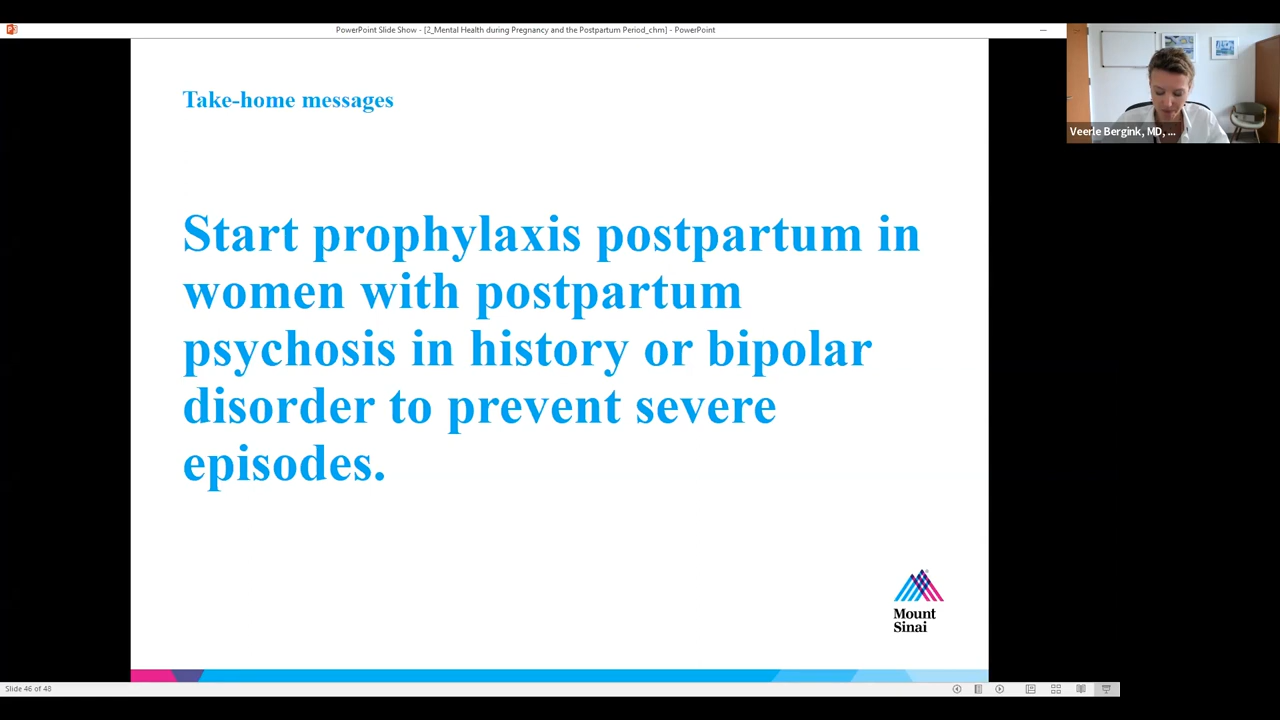 PowerPoint Slide Show - [2_Mental Health during Pregnancy and the Postpartum Period_chm] - PowerPoint
Veerle Bergink, MD, ...
Take-home messages
Start prophylaxis postpartum in
women with postpartum
psychosis in history or bipolar
disorder to prevent severe
episodes.
Mount
Sinai
Slide 46 of 48